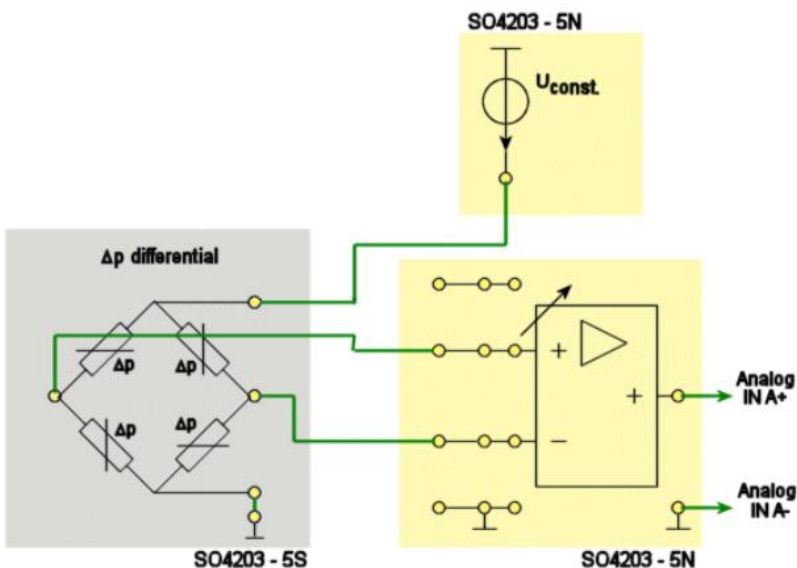 SO4203 - 5N
Uconst.
Δp differential
Δp
Δp
Δp
Δp
+
−
+
Analog
IN A+
Analog
IN A-
SO4203 - 5S
SO4203 - 5N